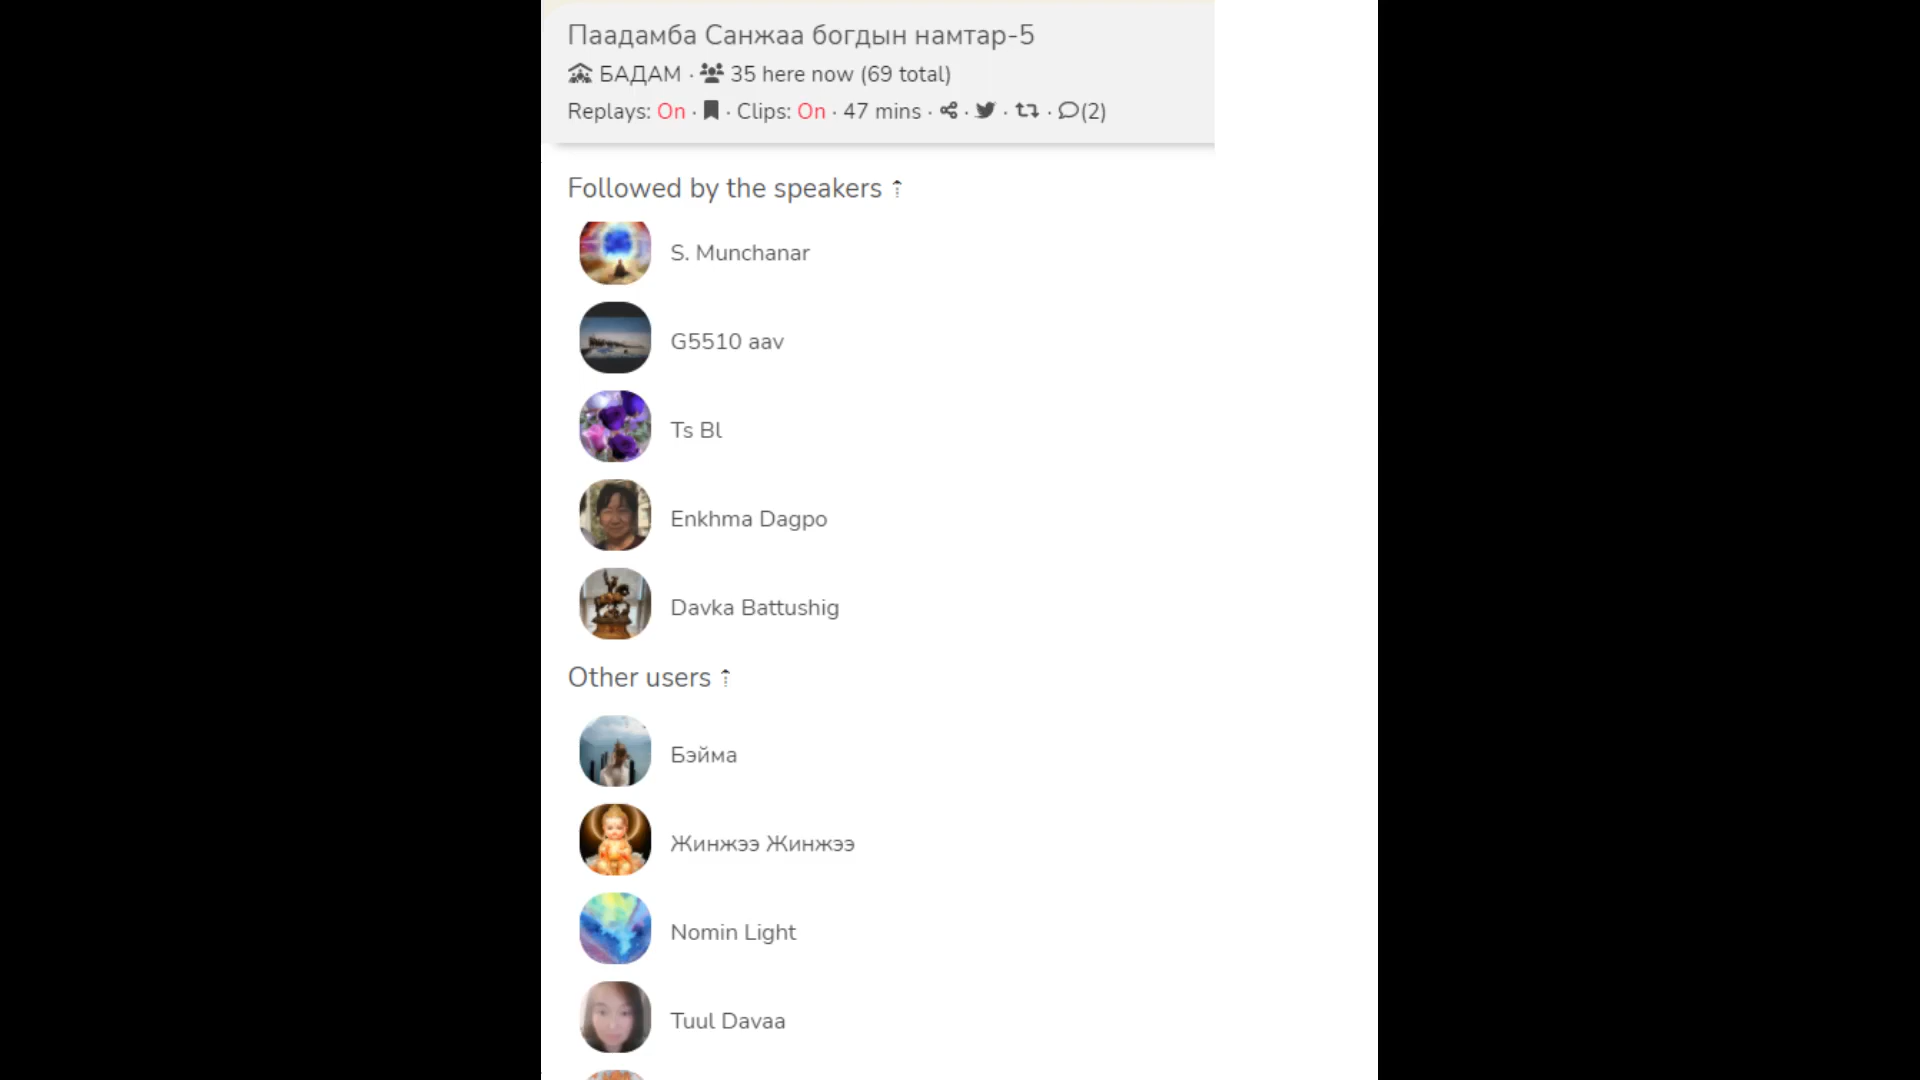 Паадамба Санжаа богдын намтар-5
БАДАМ · 35 here now (69 total)
Replays: On · · Clips: On · 47 mins · · · · (2)
Followed by the speakers
S. Munchanar
G5510 aav
Ts Bl
Enkhma Dagpo
Davka Battushig
Other users
Бэйма
Жинжээ Жинжээ
Nomin Light
Tuul Davaa